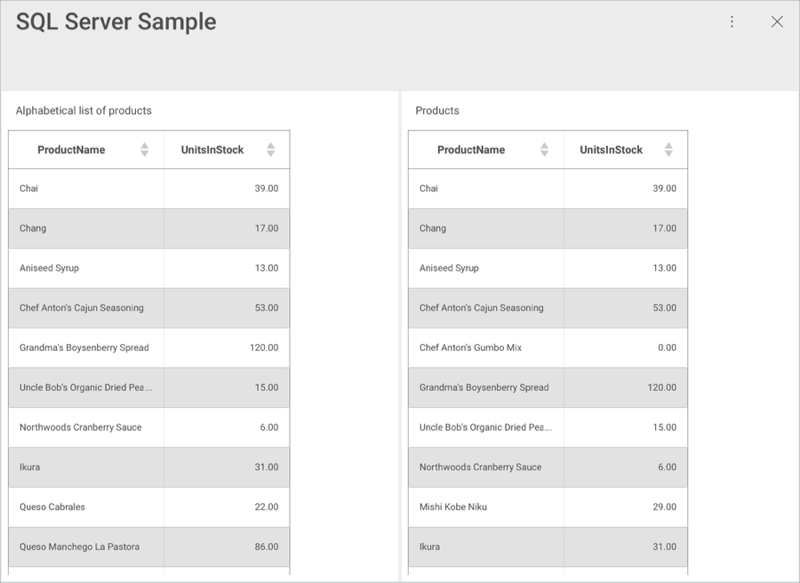 SQL Server Sample
Alphabetical list of products
ProductName UnitsInStock
Chai 39.00
Chang 17.00
Aniseed Syrup 13.00
Chef Anton's Cajun Seasoning 53.00
Grandma's Boysenberry Spread 120.00
Uncle Bob's Organic Dried Pea... 15.00
Northwoods Cranberry Sauce 6.00
Ikura 31.00
Queso Cabrales 22.00
Queso Manchego La Pastora 86.00
Products
ProductName UnitsInStock
Chai 39.00
Chang 17.00
Aniseed Syrup 13.00
Chef Anton's Cajun Seasoning 53.00
Chef Anton's Gumbo Mix 0.00
Grandma's Boysenberry Spread 120.00
Uncle Bob's Organic Dried Pea... 15.00
Northwoods Cranberry Sauce 6.00
Mishi Kobe Niku 29.00
Ikura 31.00